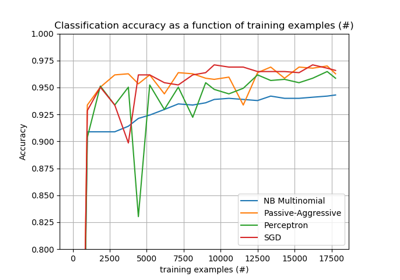 Classification accuracy as a function of training examples (#)
1.000
0.975
0.950
0.925
0.900
0.875
0.850
0.825
0.800
Accuracy
NB Multinomial
Passive-Aggressive
Perceptron
SGD
0 2500 5000 7500 10000 12500 15000 17500
training examples (#)